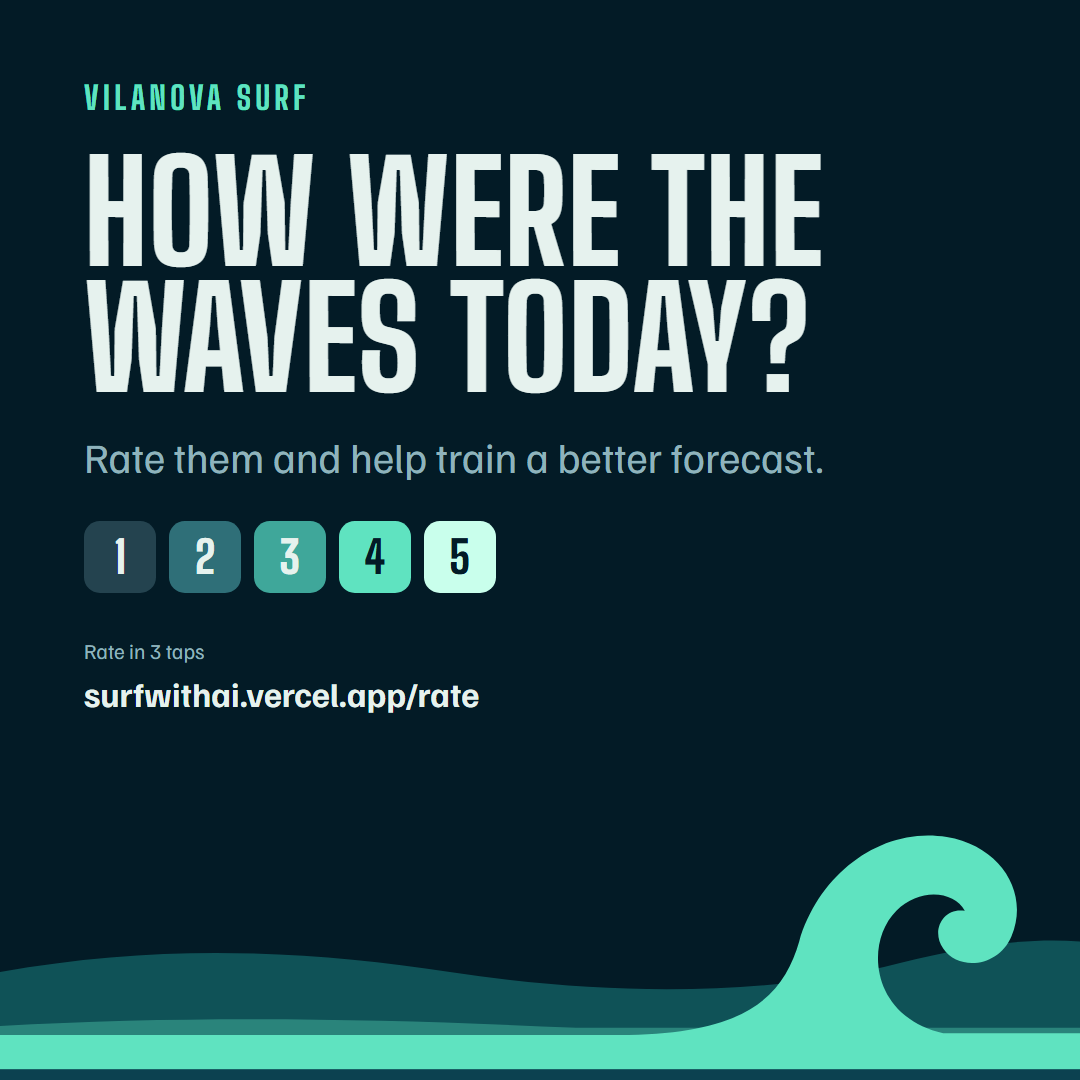 VILANOVA SURF
HOW WERE THE
WAVES TODAY?
Rate them and help train a better forecast.
1 2 3 4 5
Rate in 3 taps
surfwithai.vercel.app/rate